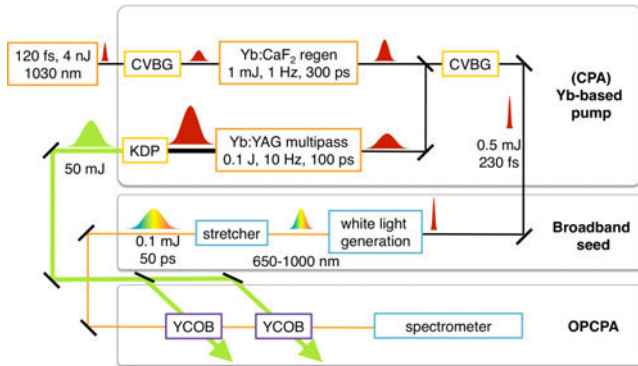 120 fs, 4 nJ
1030 nm
CVBG
Yb:CaF₂ regen
1 mJ, 1 Hz, 300 ps
CVBG
(CPA)
Yb-based
pump
50 mJ
KDP
Yb:YAG multipass
0.1 J, 10 Hz, 100 ps
0.5 mJ
230 fs
0.1 mJ
50 ps
stretcher
650-1000 nm
white light
generation
Broadband
seed
YCOB
YCOB
spectrometer
OPCPA